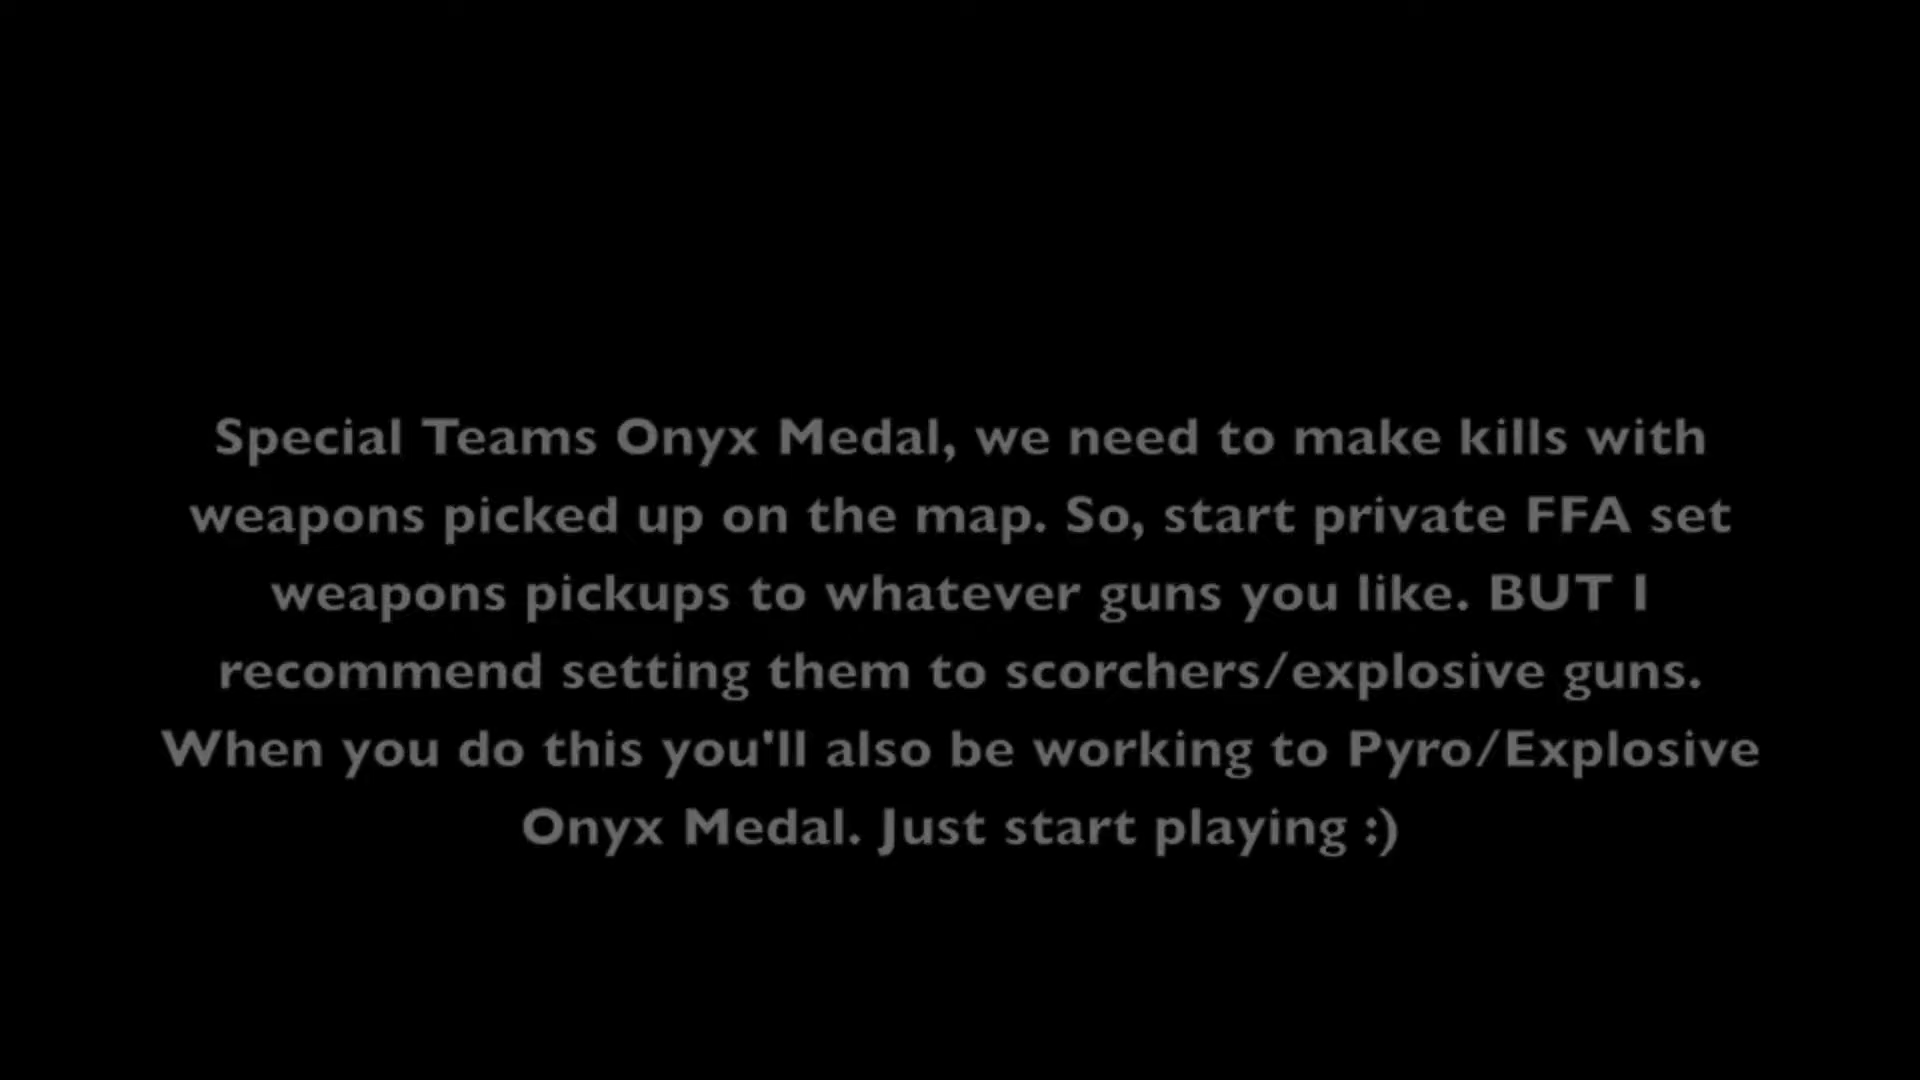 Special Teams Onyx Medal, we need to make kills with
weapons picked up on the map. So, start private FFA set
weapons pickups to whatever guns you like. BUT I
recommend setting them to scorchers/explosive guns.
When you do this you'll also be working to Pyro/Explosive
Onyx Medal. Just start playing :)